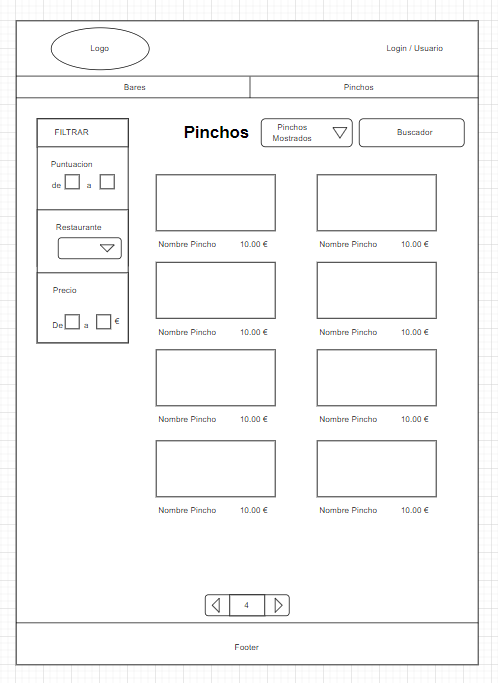 Logo
Login / Usuario
Bares
Pinchos
FILTRAR
Puntuacion
de
a
Restaurante
Precio
De
a
€
Pinchos
Pinchos
Mostrados
Buscador
Nombre Pincho 10.00 €
Nombre Pincho 10.00 €
Nombre Pincho 10.00 €
Nombre Pincho 10.00 €
Nombre Pincho 10.00 €
Nombre Pincho 10.00 €
Nombre Pincho 10.00 €
Nombre Pincho 10.00 €
4
Footer